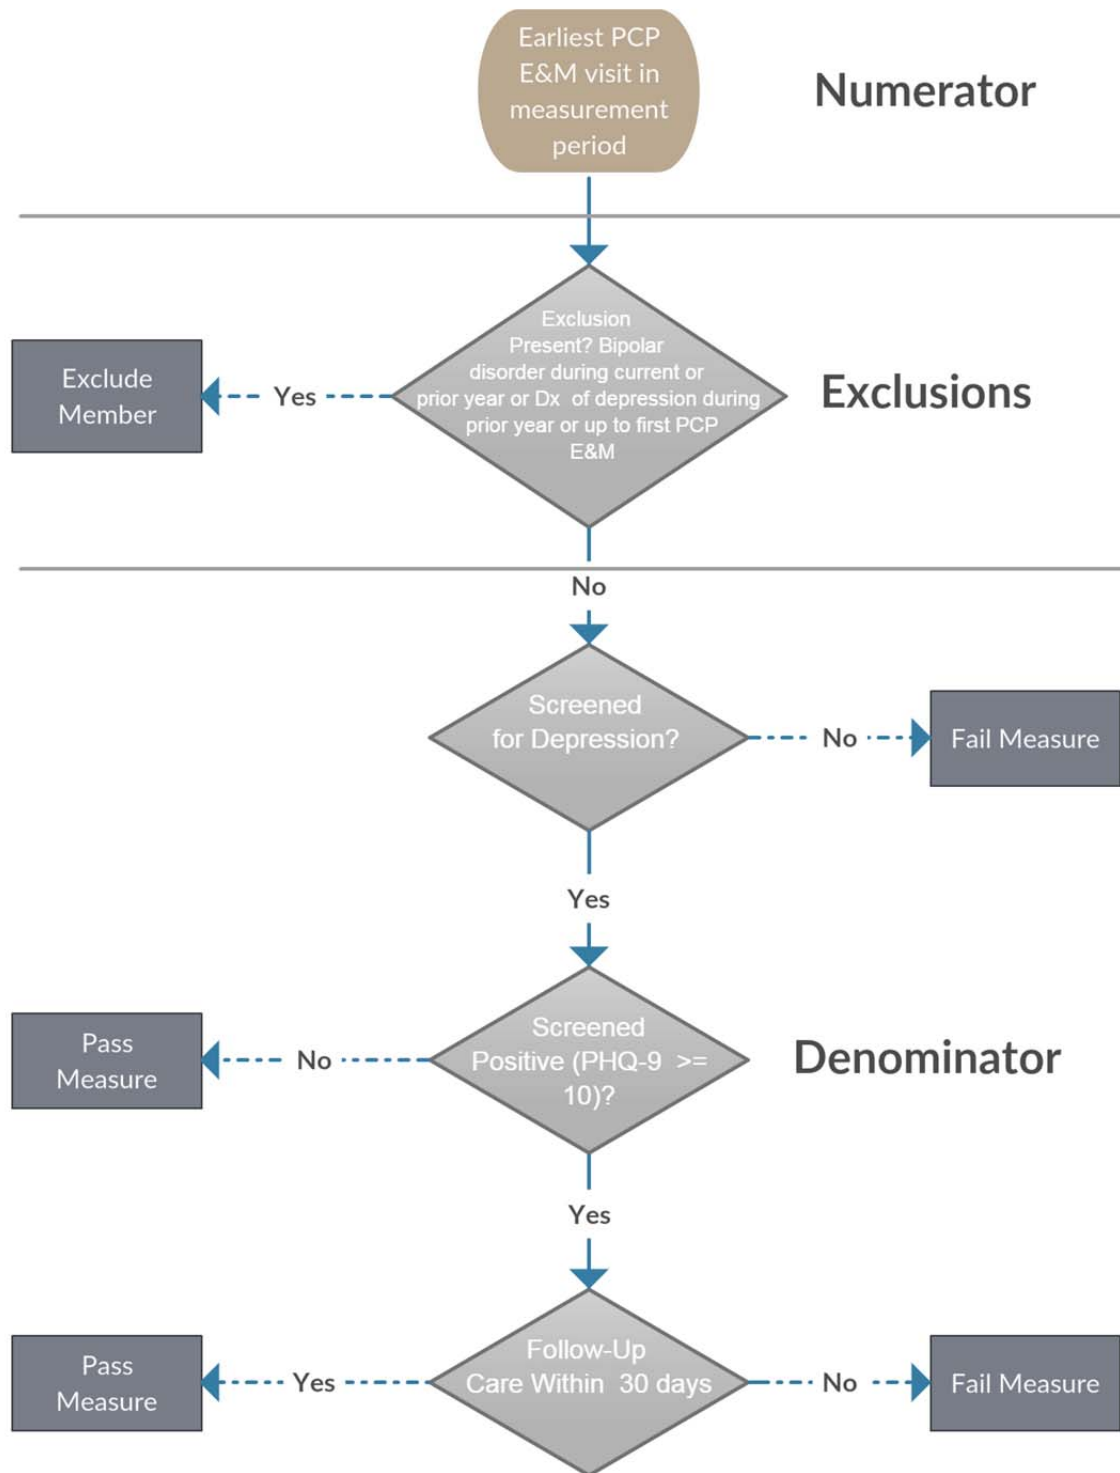 Earliest PCP
E&M visit in
measurement
period
Numerator
Exclusion
Present? Bipolar
disorder during current or
prior year or Dx of depression during
prior year or up to first PCP
E&M
Yes
Exclude
Member
Exclusions
No
Screened
for Depression?
No
Fail Measure
Yes
Screened
Positive (PHQ-9 >=
10)?
No
Pass
Measure
Denominator
Yes
Follow-Up
Care Within 30 days
Yes
Pass
Measure
No
Fail Measure